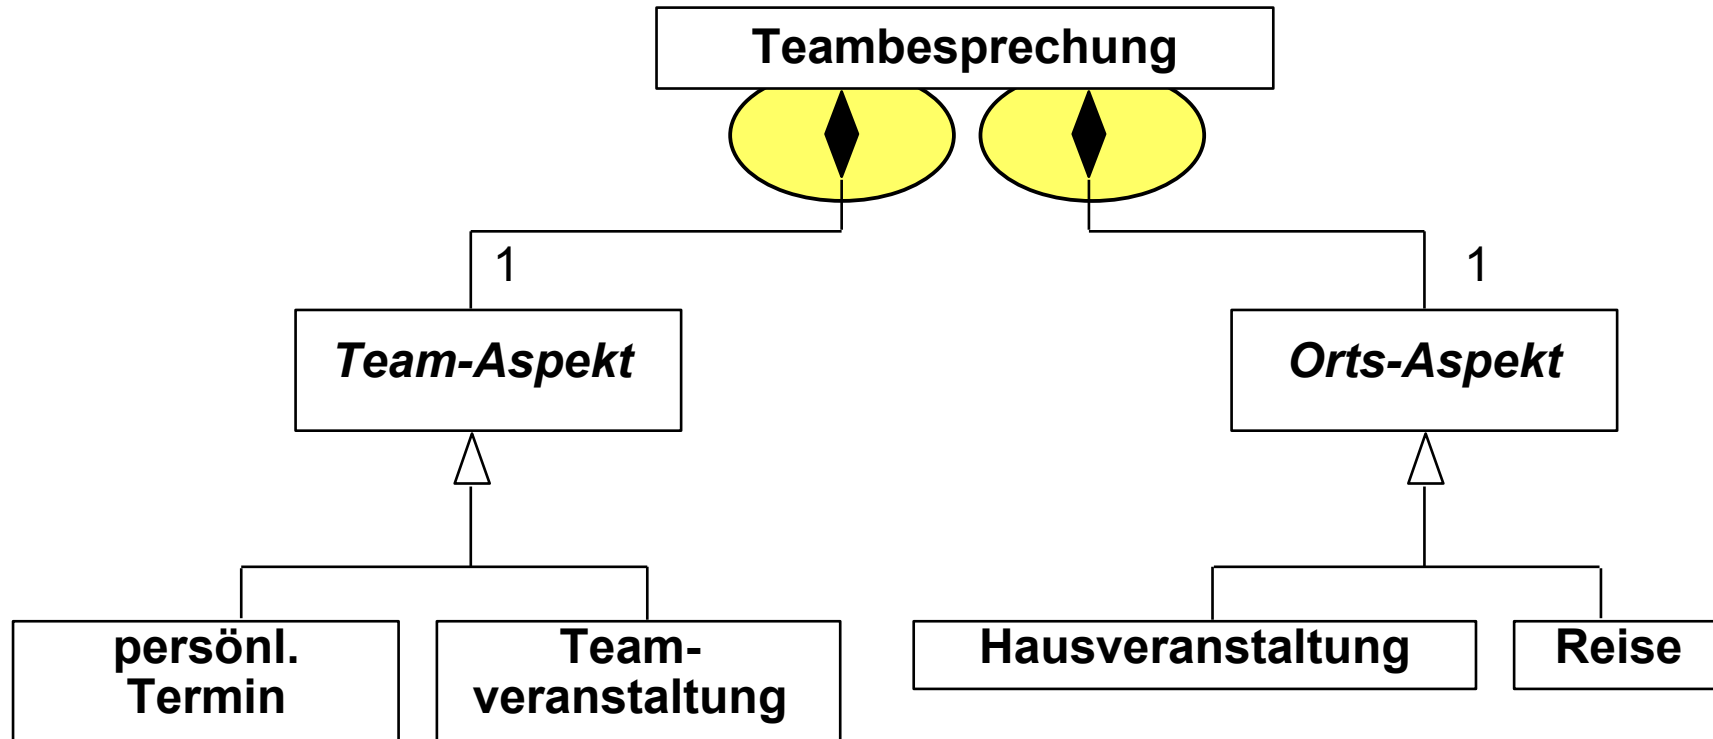 Teambesprechung
1
1
Team-Aspekt
Orts-Aspekt
persönl.
Termin
Team-
veranstaltung
Hausveranstaltung
Reise